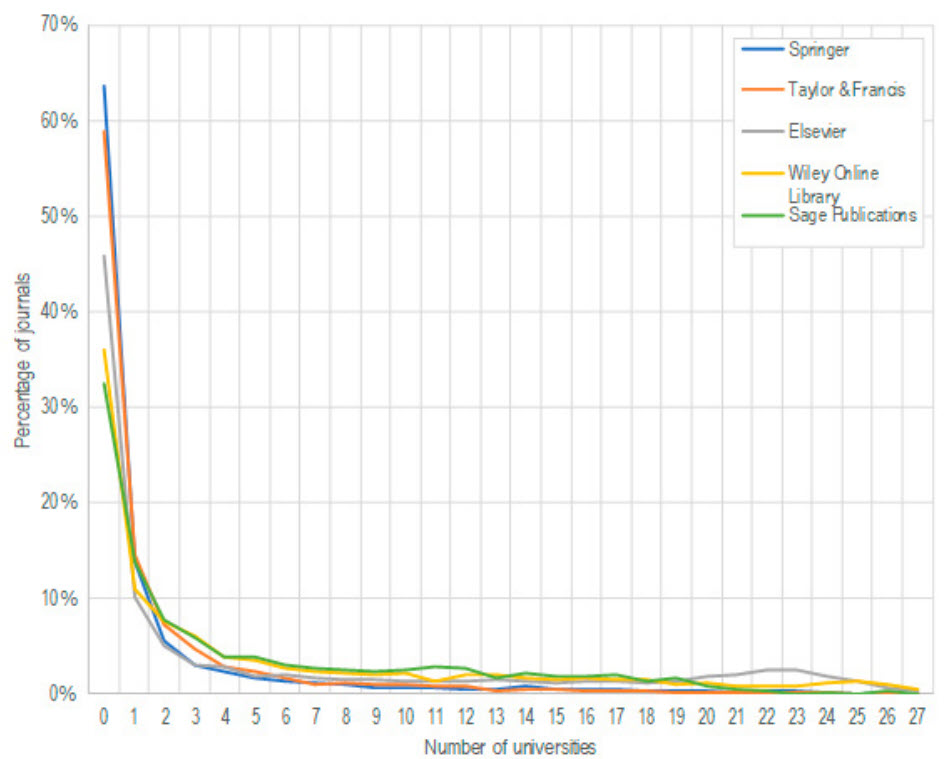 70%
60%
50%
40%
30%
20%
10%
0%
Percentage of journals
Springer
Taylor & Francis
Elsevier
Wiley Online
Library
Sage Publications
0 1 2 3 4 5 6 7 8 9 10 11 12 13 14 15 16 17 18 19 20 21 22 23 24 25 26 27
Number of universities